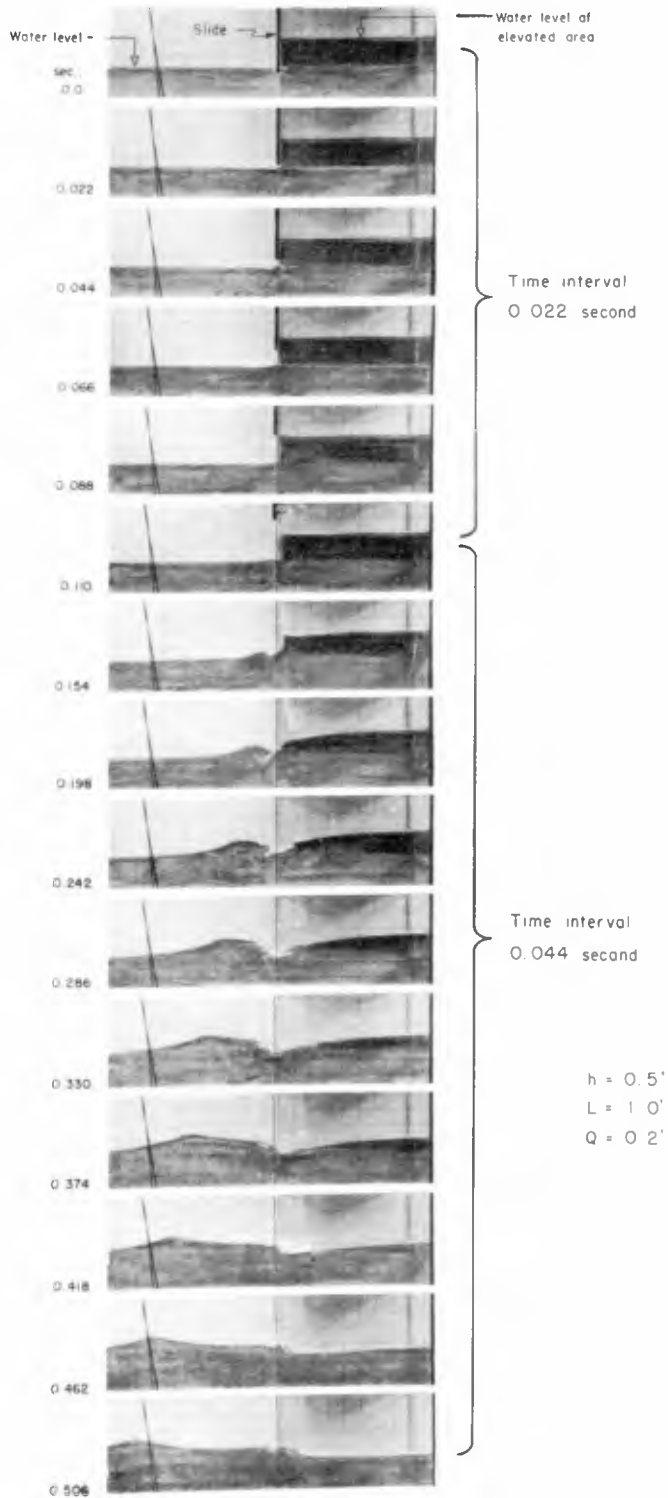 Water level -
Slide
Water level of
elevated area
sec.:
0.0
0.022
0.044
0.066
0.088
0.110
0.154
0.198
0.242
0.286
0.330
0.374
0.418
0.462
0.506
Time interval
0 022 second
Time interval
0.044 second
h = 0.5'
L = 1 0'
Q = 0 2'